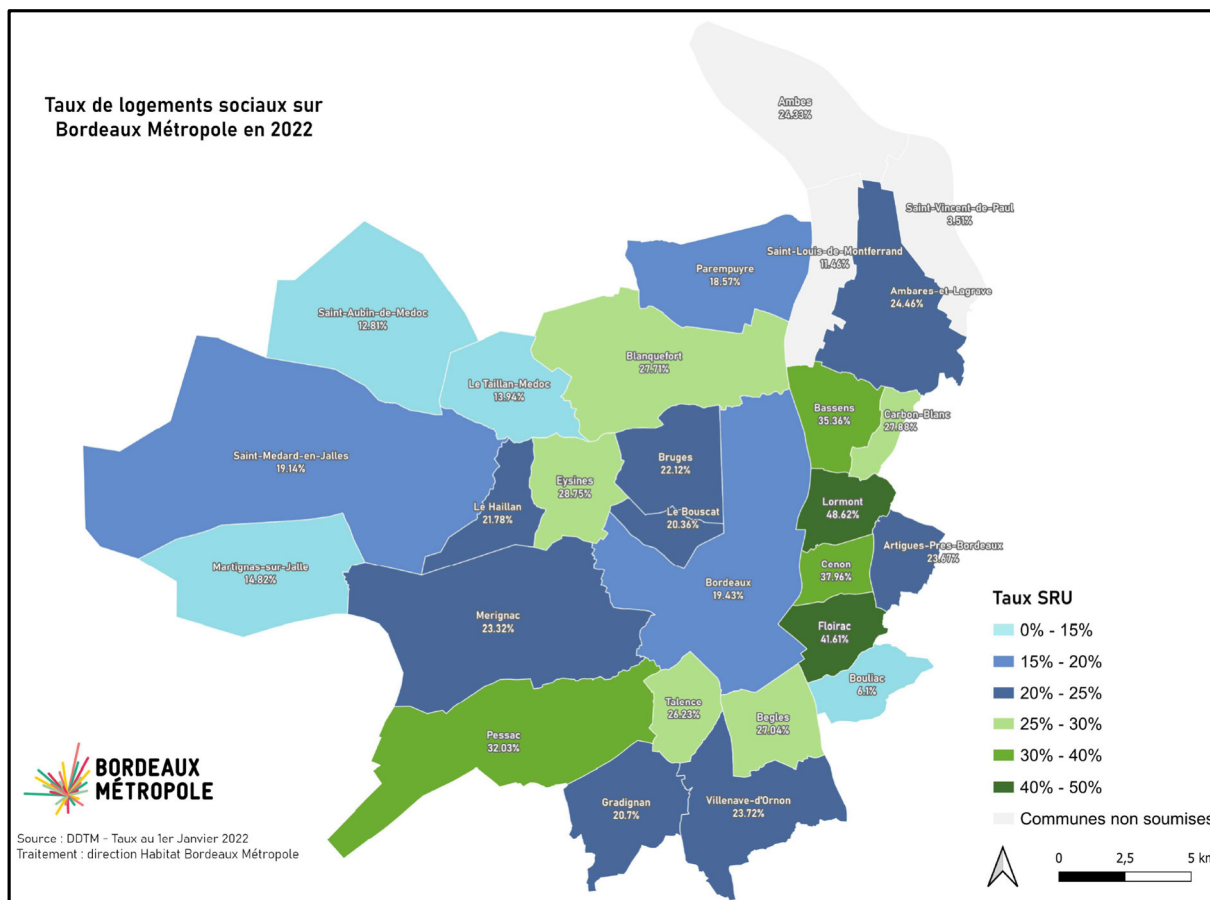 Taux de logements sociaux sur
Bordeaux Métropole en 2022
Ambes
24.33%
Saint-Vincent-de-Paul
3.51%
Saint-Louis-de-Montferrand
11.46%
Parempuyre
18.57%
Ambares-et-Lagrave
24.46%
Saint-Aubin-de-Medoc
12.81%
Blanquefort
27.71%
Le Taillan-Medoc
13.94%
Bassens
35.36%
Carbon-Blanc
27.88%
Saint-Medard-en-Jalles
19.14%
Bruges
22.12%
Eysines
28.75%
Le Haillan
21.78%
Le Bouscat
20.36%
Lormont
48.62%
Artigues-Pres-Bordeaux
23.67%
Martignas-sur-Jalle
14.82%
Cenon
37.96%
Bordeaux
19.43%
Merignac
23.32%
Floirac
41.61%
Bouliac
6.1%
Talence
26.23%
Begles
27.04%
Pessac
32.03%
Gradignan
20.7%
Villenave-d'Ornon
23.72%
Taux SRU
0% - 15%
15% - 20%
20% - 25%
25% - 30%
30% - 40%
40% - 50%
Communes non soumises
0 2,5 5 km
BORDEAUX
MÉTROPOLE
Source : DDTM - Taux au 1er Janvier 2022
Traitement : direction Habitat Bordeaux Métropole